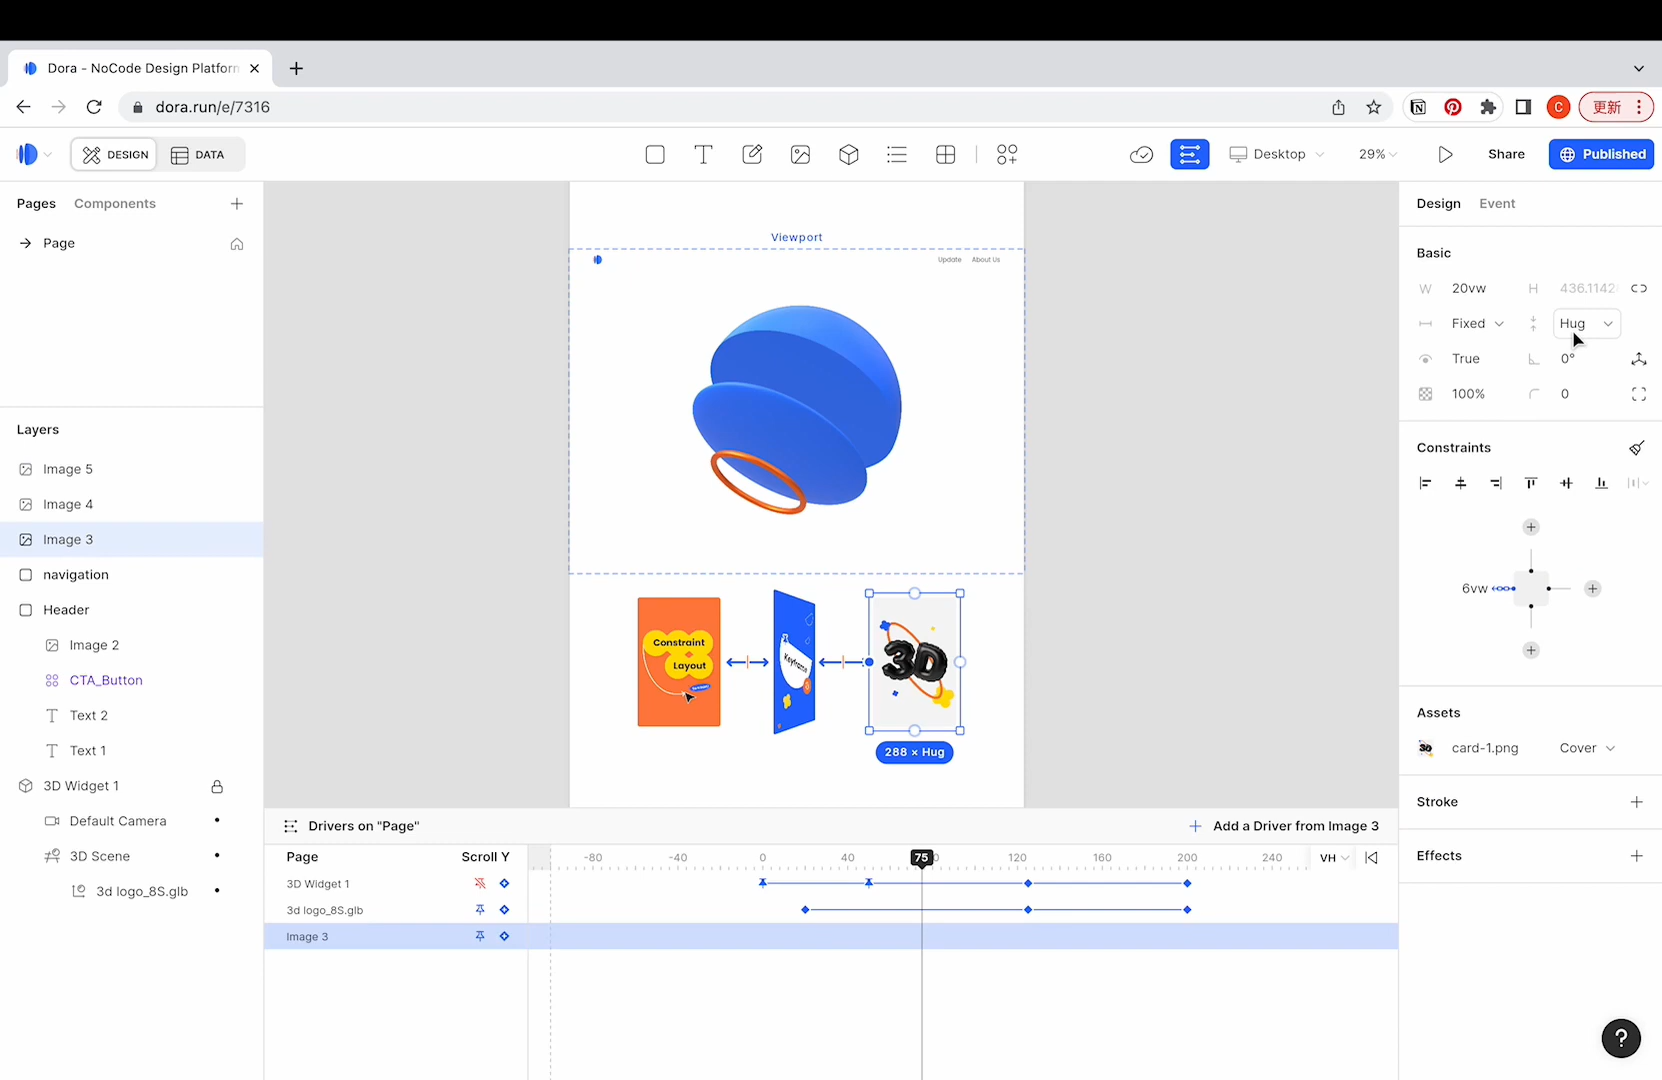 Dora - NoCode Design Platform
dora.run/e/7316
C
更新
DESIGN
DATA
Desktop
29%
Share
Published
Pages
Components
Page
Layers
Image 5
Image 4
Image 3
navigation
Header
Image 2
CTA_Button
Text 2
Text 1
3D Widget 1
Default Camera
3D Scene
3d logo_8S.glb
Viewport
Update
About Us
Constraint
Layout
Keyframe
3D
288 × Hug
Design
Event
Basic
W
20vw
H
436.1142
Fixed
Hug
True
0°
100%
0
Constraints
6vw
Assets
3D
card-1.png
Cover
Stroke
Effects
Drivers on "Page"
Add a Driver from Image 3
Page
Scroll Y
-80
-40
0
40
75
120
160
200
240
VH
3D Widget 1
3d logo_8S.glb
Image 3
?